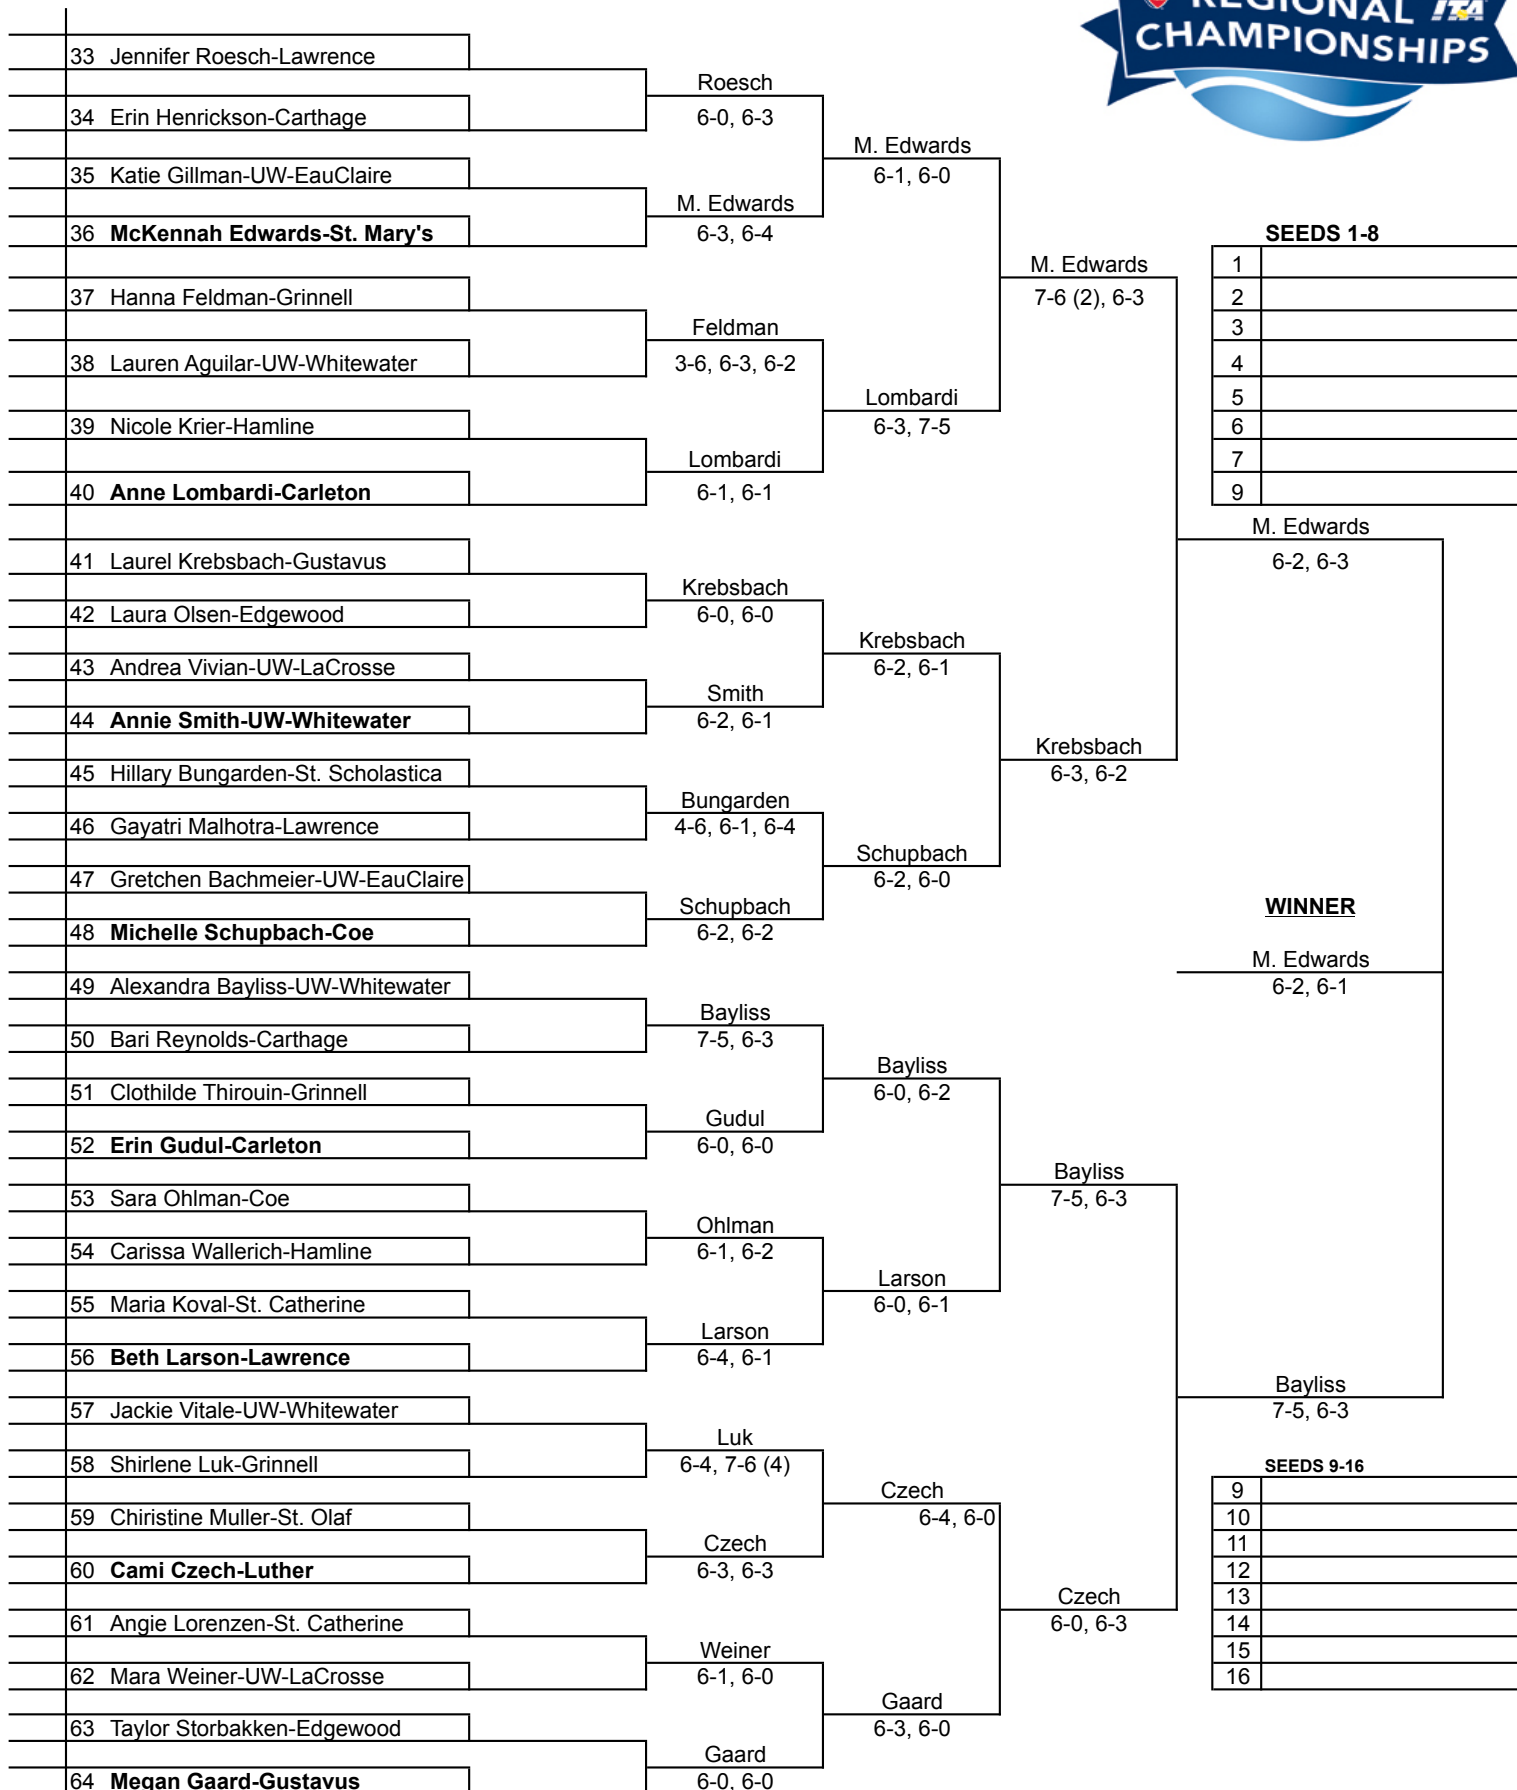 REGIONAL ITA
CHAMPIONSHIPS
33 Jennifer Roesch-Lawrence
Roesch
34 Erin Henrickson-Carthage
6-0, 6-3
M. Edwards
35 Katie Gillman-UW-EauClaire
6-1, 6-0
M. Edwards
36 McKennah Edwards-St. Mary's
6-3, 6-4
SEEDS 1-8
M. Edwards
1
37 Hanna Feldman-Grinnell
7-6 (2), 6-3
2
Feldman
3
38 Lauren Aguilar-UW-Whitewater
3-6, 6-3, 6-2
4
Lombardi
5
39 Nicole Krier-Hamline
6-3, 7-5
6
Lombardi
7
40 Anne Lombardi-Carleton
6-1, 6-1
9
M. Edwards
41 Laurel Krebsbach-Gustavus
6-2, 6-3
Krebsbach
42 Laura Olsen-Edgewood
6-0, 6-0
Krebsbach
43 Andrea Vivian-UW-LaCrosse
6-2, 6-1
Smith
44 Annie Smith-UW-Whitewater
6-2, 6-1
Krebsbach
45 Hillary Bungarden-St. Scholastica
6-3, 6-2
Bungarden
46 Gayatri Malhotra-Lawrence
4-6, 6-1, 6-4
Schupbach
47 Gretchen Bachmeier-UW-EauClaire
6-2, 6-0
Schupbach
WINNER
48 Michelle Schupbach-Coe
6-2, 6-2
M. Edwards
49 Alexandra Bayliss-UW-Whitewater
6-2, 6-1
Bayliss
50 Bari Reynolds-Carthage
7-5, 6-3
Bayliss
51 Clothilde Thirouin-Grinnell
6-0, 6-2
Gudul
52 Erin Gudul-Carleton
6-0, 6-0
Bayliss
53 Sara Ohlman-Coe
7-5, 6-3
Ohlman
54 Carissa Wallerich-Hamline
6-1, 6-2
Larson
55 Maria Koval-St. Catherine
6-0, 6-1
Larson
56 Beth Larson-Lawrence
6-4, 6-1
Bayliss
57 Jackie Vitale-UW-Whitewater
7-5, 6-3
Luk
58 Shirlene Luk-Grinnell
6-4, 7-6 (4)
SEEDS 9-16
Czech
9
59 Chiristine Muller-St. Olaf
6-4, 6-0
10
Czech
11
60 Cami Czech-Luther
6-3, 6-3
12
Czech
13
61 Angie Lorenzen-St. Catherine
6-0, 6-3
14
Weiner
15
62 Mara Weiner-UW-LaCrosse
6-1, 6-0
16
Gaard
63 Taylor Storbakken-Edgewood
6-3, 6-0
Gaard
64 Megan Gaard-Gustavus
6-0, 6-0